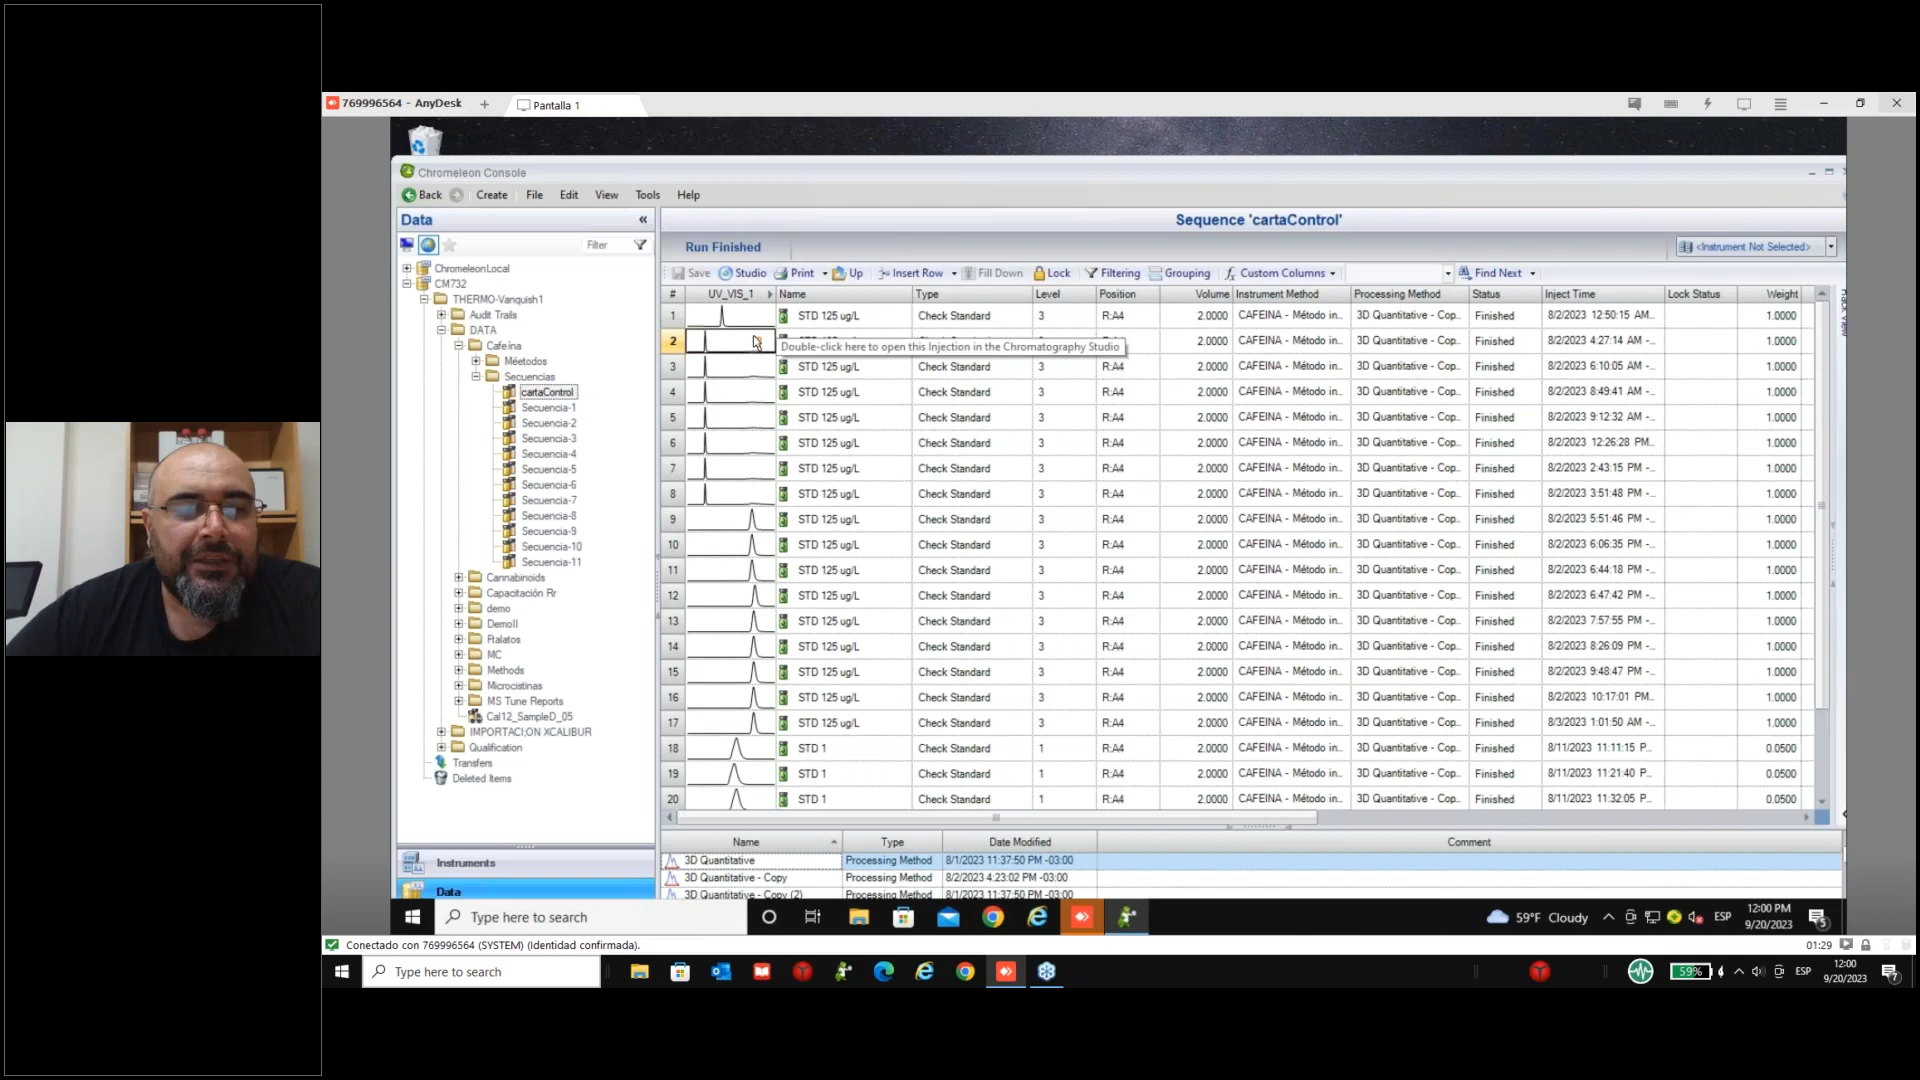 769996564 - AnyDesk + Pantalla 1
Chromeleon Console
Back Create File Edit View Tools Help
Data «
Filter
ChromeleonLocal
CM732
THERMO-Vanquish1
Audit Trails
DATA
Cafeína
Méetodos
Secuencias
cartaControl
Secuencia-1
Secuencia-2
Secuencia-3
Secuencia-4
Secuencia-5
Secuencia-6
Secuencia-7
Secuencia-8
Secuencia-9
Secuencia-10
Secuencia-11
Cannabinoids
Capacitación Rr
demo
DemoII
Ftalatos
MC
Methods
Microcistinas
MS Tune Reports
Cal12_SampleD_05
IMPORTACI;ON XCALIBUR
Qualification
Transfers
Deleted Items
Instruments
Data
Sequence 'cartaControl'
Run Finished <Instrument Not Selected>
Save Studio Print Up Insert Row Fill Down Lock Filtering Grouping Custom Columns Find Next
# UV_VIS_1 Name Type Level Position Volume Instrument Method Processing Method Status Inject Time Lock Status Weight
1 STD 125 ug/L Check Standard 3 R:A4 2.0000 CAFEINA - Método in... 3D Quantitative - Cop... Finished 8/2/2023 12:50:15 AM... 1.0000
2 3 R:A4 2.0000 CAFEINA - Método in... 3D Quantitative - Cop... Finished 8/2/2023 4:27:14 AM -... 1.0000
Double-click here to open this Injection in the Chromatography Studio
3 STD 125 ug/L Check Standard 3 R:A4 2.0000 CAFEINA - Método in... 3D Quantitative - Cop... Finished 8/2/2023 6:10:05 AM -... 1.0000
4 STD 125 ug/L Check Standard 3 R:A4 2.0000 CAFEINA - Método in... 3D Quantitative - Cop... Finished 8/2/2023 8:49:41 AM -... 1.0000
5 STD 125 ug/L Check Standard 3 R:A4 2.0000 CAFEINA - Método in... 3D Quantitative - Cop... Finished 8/2/2023 9:12:32 AM -... 1.0000
6 STD 125 ug/L Check Standard 3 R:A4 2.0000 CAFEINA - Método in... 3D Quantitative - Cop... Finished 8/2/2023 12:26:28 PM... 1.0000
7 STD 125 ug/L Check Standard 3 R:A4 2.0000 CAFEINA - Método in... 3D Quantitative - Cop... Finished 8/2/2023 2:43:15 PM -... 1.0000
8 STD 125 ug/L Check Standard 3 R:A4 2.0000 CAFEINA - Método in... 3D Quantitative - Cop... Finished 8/2/2023 3:51:48 PM -... 1.0000
9 STD 125 ug/L Check Standard 3 R:A4 2.0000 CAFEINA - Método in... 3D Quantitative - Cop... Finished 8/2/2023 5:51:46 PM -... 1.0000
10 STD 125 ug/L Check Standard 3 R:A4 2.0000 CAFEINA - Método in... 3D Quantitative - Cop... Finished 8/2/2023 6:06:35 PM -... 1.0000
11 STD 125 ug/L Check Standard 3 R:A4 2.0000 CAFEINA - Método in... 3D Quantitative - Cop... Finished 8/2/2023 6:44:18 PM -... 1.0000
12 STD 125 ug/L Check Standard 3 R:A4 2.0000 CAFEINA - Método in... 3D Quantitative - Cop... Finished 8/2/2023 6:47:42 PM -... 1.0000
13 STD 125 ug/L Check Standard 3 R:A4 2.0000 CAFEINA - Método in... 3D Quantitative - Cop... Finished 8/2/2023 7:57:55 PM -... 1.0000
14 STD 125 ug/L Check Standard 3 R:A4 2.0000 CAFEINA - Método in... 3D Quantitative - Cop... Finished 8/2/2023 8:26:09 PM -... 1.0000
15 STD 125 ug/L Check Standard 3 R:A4 2.0000 CAFEINA - Método in... 3D Quantitative - Cop... Finished 8/2/2023 9:48:47 PM -... 1.0000
16 STD 125 ug/L Check Standard 3 R:A4 2.0000 CAFEINA - Método in... 3D Quantitative - Cop... Finished 8/2/2023 10:17:01 PM... 1.0000
17 STD 125 ug/L Check Standard 3 R:A4 2.0000 CAFEINA - Método in... 3D Quantitative - Cop... Finished 8/3/2023 1:01:50 AM -... 1.0000
18 STD 1 Check Standard 1 R:A4 2.0000 CAFEINA - Método in... 3D Quantitative - Cop... Finished 8/11/2023 11:11:15 P... 0.0500
19 STD 1 Check Standard 1 R:A4 2.0000 CAFEINA - Método in... 3D Quantitative - Cop... Finished 8/11/2023 11:21:40 P... 0.0500
20 STD 1 Check Standard 1 R:A4 2.0000 CAFEINA - Método in... 3D Quantitative - Cop... Finished 8/11/2023 11:32:05 P... 0.0500
Name Type Date Modified Comment
3D Quantitative Processing Method 8/1/2023 11:37:50 PM -03:00
3D Quantitative - Copy Processing Method 8/2/2023 4:23:02 PM -03:00
3D Quantitative - Copy (2) Processing Method 8/1/2023 11:37:50 PM -03:00
Type here to search 59°F Cloudy ESP 12:00 PM
9/20/2023 5
Conectado con 769996564 (SYSTEM) (Identidad confirmada). 01:29
Type here to search 59% ESP 12:00
9/20/2023 7